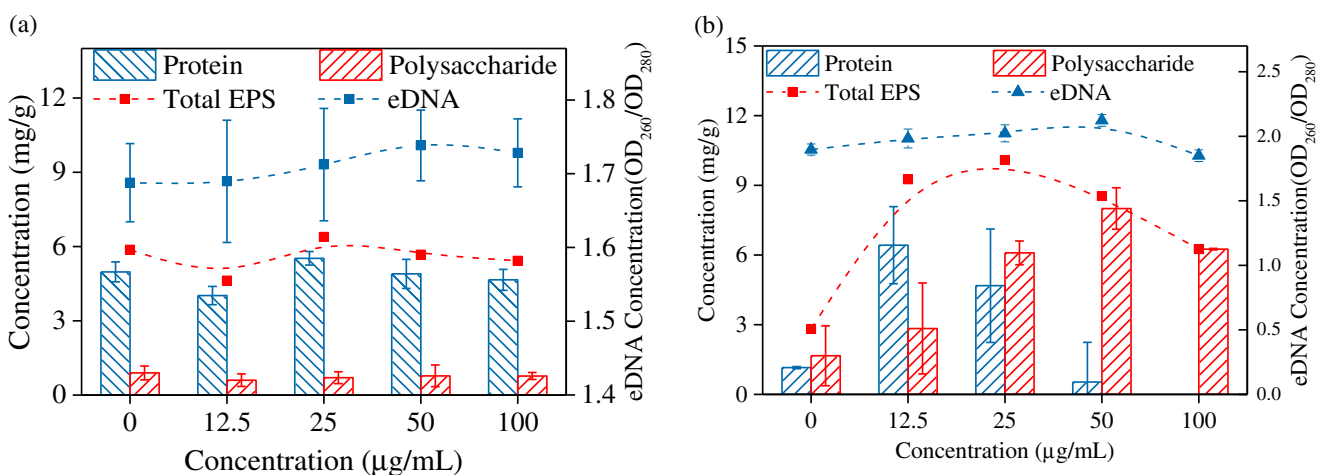 (a)
Protein
Polysaccharide
Total EPS
eDNA
Concentration (mg/g)
12
9
6
3
0
1.8
1.7
1.6
1.5
1.4
eDNA Concentration(OD260/OD280)
0
12.5
25
50
100
Concentration (μg/mL)
(b)
Protein
Polysaccharide
Total EPS
eDNA
Concentration (mg/g)
15
12
9
6
3
0
2.5
2.0
1.5
1.0
0.5
0.0
eDNA Concentration(OD260/OD280)
0
12.5
25
50
100
Concentration (μg/mL)